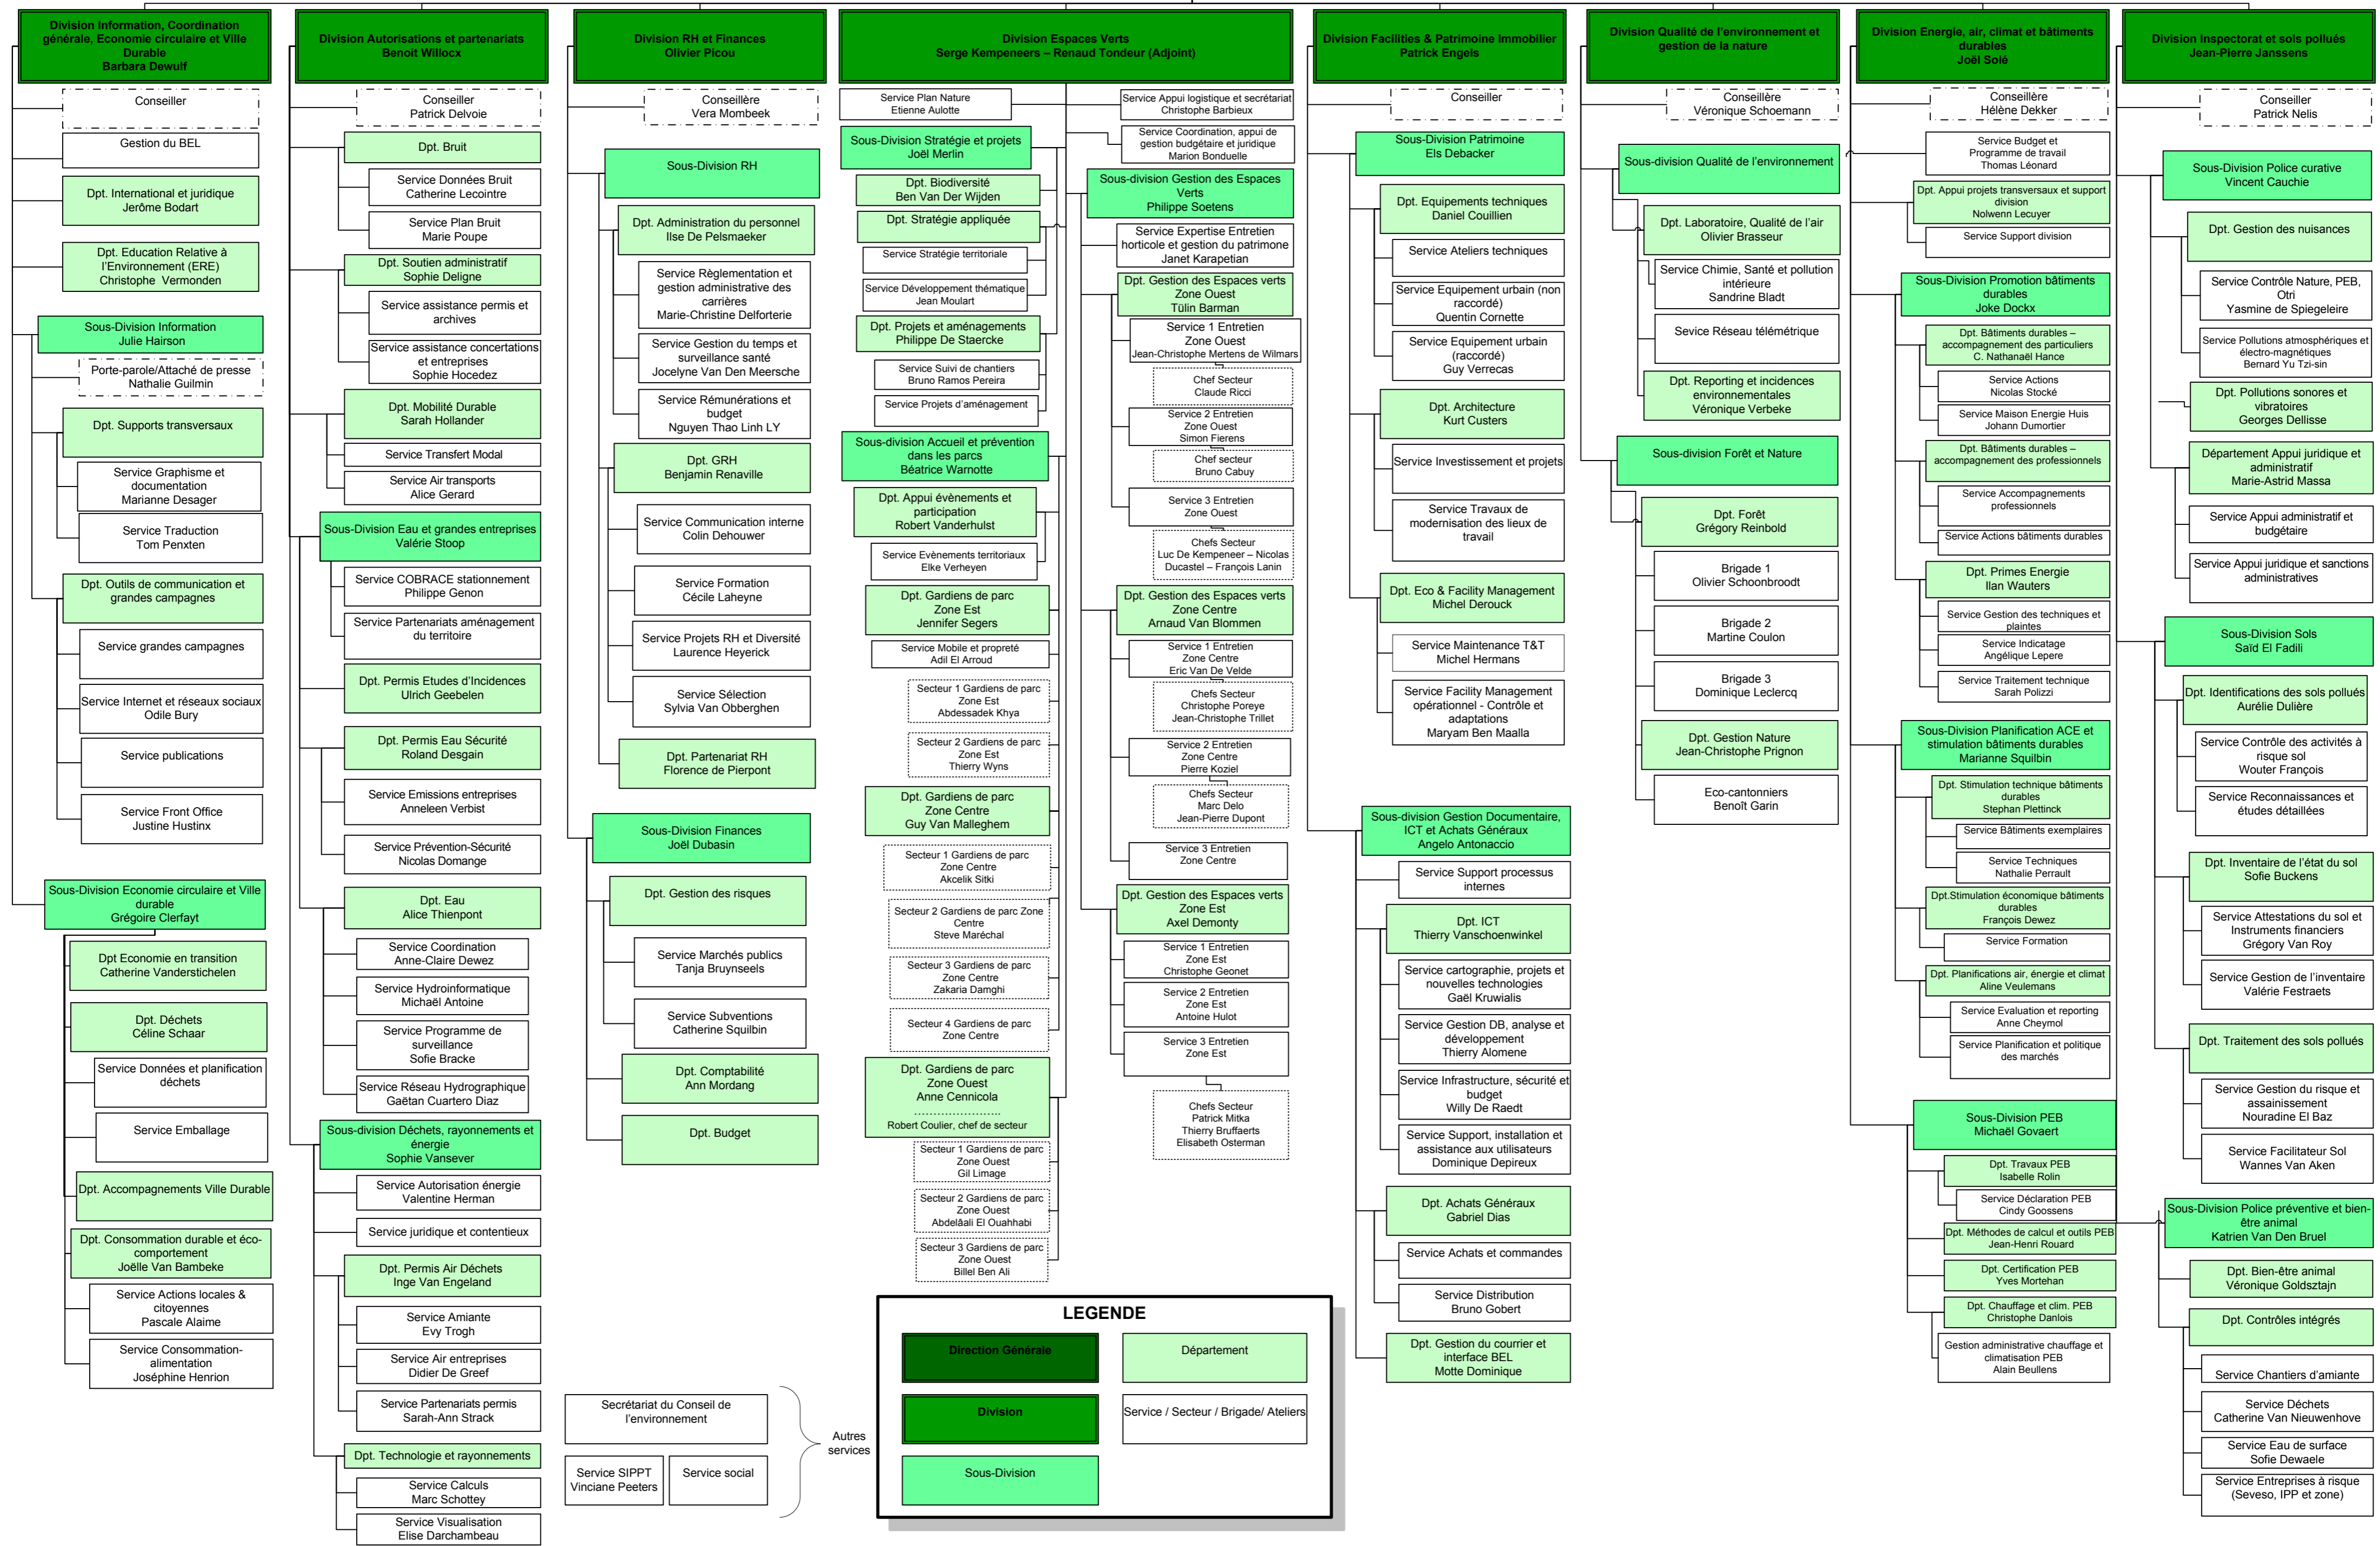 Division Information, Coordination
générale, Economie circulaire et Ville
Durable
Barbara Dewulf
Conseiller
Gestion du BEL
Dpt. International et juridique
Jerôme Bodart
Dpt. Education Relative à
l’Environnement (ERE)
Christophe Vermonden
Sous-Division Information
Julie Hairson
Porte-parole/Attaché de presse
Nathalie Guilmin
Dpt. Supports transversaux
Service Graphisme et
documentation
Marianne Desager
Service Traduction
Tom Penxten
Dpt. Outils de communication et
grandes campagnes
Service grandes campagnes
Service Internet et réseaux sociaux
Odile Bury
Service publications
Service Front Office
Justine Hustinx
Sous-Division Economie circulaire et Ville
durable
Grégoire Clerfayt
Dpt Economie en transition
Catherine Vanderstichelen
Dpt. Déchets
Céline Schaar
Service Données et planification
déchets
Service Emballage
Dpt. Accompagnements Ville Durable
Dpt. Consommation durable et éco-
comportement
Joëlle Van Bambeke
Service Actions locales &
citoyennes
Pascale Alaime
Service Consommation-
alimentation
Joséphine Henrion
Division Autorisations et partenariats
Benoit Willocx
Conseiller
Patrick Delvoie
Dpt. Bruit
Service Données Bruit
Catherine Lecointre
Service Plan Bruit
Marie Poupe
Dpt. Soutien administratif
Sophie Deligne
Service assistance permis et
archives
Service assistance concertations
et entreprises
Sophie Hocedez
Dpt. Mobilité Durable
Sarah Hollander
Service Transfert Modal
Service Air transports
Alice Gerard
Sous-Division Eau et grandes entreprises
Valérie Stoop
Service COBRACE stationnement
Philippe Genon
Service Partenariats aménagement
du territoire
Dpt. Permis Etudes d’Incidences
Ulrich Geebelen
Dpt. Permis Eau Sécurité
Roland Desgain
Service Emissions entreprises
Anneleen Verbist
Service Prévention-Sécurité
Nicolas Domange
Dpt. Eau
Alice Thienpont
Service Coordination
Anne-Claire Dewez
Service Hydroinformatique
Michaël Antoine
Service Programme de
surveillance
Sofie Bracke
Service Réseau Hydrographique
Gaëtan Cuartero Diaz
Sous-division Déchets, rayonnements et
énergie
Sophie Vansever
Service Autorisation énergie
Valentine Herman
Service juridique et contentieux
Dpt. Permis Air Déchets
Inge Van Engeland
Service Amiante
Evy Trogh
Service Air entreprises
Didier De Greef
Service Partenariats permis
Sarah-Ann Strack
Dpt. Technologie et rayonnements
Service Calculs
Marc Schottey
Service Visualisation
Elise Darchambeau
Division RH et Finances
Olivier Picou
Conseillère
Vera Mombeek
Sous-Division RH
Dpt. Administration du personnel
Ilse De Pelsmaeker
Service Règlementation et
gestion administrative des
carrières
Marie-Christine Delforterie
Service Gestion du temps et
surveillance santé
Jocelyne Van Den Meersche
Service Rémunérations et
budget
Nguyen Thao Linh LY
Dpt. GRH
Benjamin Renaville
Service Communication interne
Colin Dehouwer
Service Formation
Cécile Laheyne
Service Projets RH et Diversité
Laurence Heyerick
Service Sélection
Sylvia Van Obberghen
Dpt. Partenariat RH
Florence de Pierpont
Sous-Division Finances
Joël Dubasin
Dpt. Gestion des risques
Service Marchés publics
Tanja Bruynseels
Service Subventions
Catherine Squilbin
Dpt. Comptabilité
Ann Mordang
Dpt. Budget
Secrétariat du Conseil de
l’environnement
Service SIPPT
Vinciane Peeters
Service social
Autres
services
Division Espaces Verts
Serge Kempeneers – Renaud Tondeur (Adjoint)
Service Plan Nature
Etienne Aulotte
Sous-Division Stratégie et projets
Joël Merlin
Dpt. Biodiversité
Ben Van Der Wijden
Dpt. Stratégie appliquée
Service Stratégie territoriale
Service Développement thématique
Jean Moulart
Dpt. Projets et aménagements
Philippe De Staercke
Service Suivi de chantiers
Bruno Ramos Pereira
Service Projets d’aménagement
Sous-division Accueil et prévention
dans les parcs
Béatrice Warnotte
Dpt. Appui évènements et
participation
Robert Vanderhulst
Service Evènements territoriaux
Elke Verheyen
Dpt. Gardiens de parc
Zone Est
Jennifer Segers
Service Mobile et propreté
Adil El Arroud
Secteur 1 Gardiens de parc
Zone Est
Abdessadek Khya
Secteur 2 Gardiens de parc
Zone Est
Thierry Wyns
Dpt. Gardiens de parc
Zone Centre
Guy Van Malleghem
Secteur 1 Gardiens de parc
Zone Centre
Akcelik Sitki
Secteur 2 Gardiens de parc Zone
Centre
Steve Maréchal
Secteur 3 Gardiens de parc
Zone Centre
Zakaria Damghi
Secteur 4 Gardiens de parc
Zone Centre
Dpt. Gardiens de parc
Zone Ouest
Anne Cennicola
........................
Robert Coulier, chef de secteur
Secteur 1 Gardiens de parc
Zone Ouest
Gil Limage
Secteur 2 Gardiens de parc
Zone Ouest
Abdelâali El Ouahhabi
Secteur 3 Gardiens de parc
Zone Ouest
Billel Ben Ali
Service Appui logistique et secrétariat
Christophe Barbieux
Service Coordination, appui de
gestion budgétaire et juridique
Marion Bonduelle
Sous-division Gestion des Espaces
Verts
Philippe Soetens
Service Expertise Entretien
horticole et gestion du patrimone
Janet Karapetian
Dpt. Gestion des Espaces verts
Zone Ouest
Tülin Barman
Service 1 Entretien
Zone Ouest
Jean-Christophe Mertens de Wilmars
Chef Secteur
Claude Ricci
Service 2 Entretien
Zone Ouest
Simon Fierens
Chef secteur
Bruno Cabuy
Service 3 Entretien
Zone Ouest
Chefs Secteur
Luc De Kempeneer – Nicolas
Ducastel – François Lanin
Dpt. Gestion des Espaces verts
Zone Centre
Arnaud Van Blommen
Service 1 Entretien
Zone Centre
Eric Van De Velde
Chefs Secteur
Christophe Poreye
Jean-Christophe Trillet
Service 2 Entretien
Zone Centre
Pierre Koziel
Chefs Secteur
Marc Delo
Jean-Pierre Dupont
Service 3 Entretien
Zone Centre
Dpt. Gestion des Espaces verts
Zone Est
Axel Demonty
Service 1 Entretien
Zone Est
Christophe Geonet
Service 2 Entretien
Zone Est
Antoine Hulot
Service 3 Entretien
Zone Est
Chefs Secteur
Patrick Mitka
Thierry Bruffaerts
Elisabeth Osterman
LEGENDE
Direction Générale
Département
Division
Service / Secteur / Brigade/ Ateliers
Sous-Division
Division Facilities & Patrimoine Immobilier
Patrick Engels
Conseiller
Sous-Division Patrimoine
Els Debacker
Dpt. Equipements techniques
Daniel Couillien
Service Ateliers techniques
Service Equipement urbain (non
raccordé)
Quentin Cornette
Service Equipement urbain
(raccordé)
Guy Verrecas
Dpt. Architecture
Kurt Custers
Service Investissement et projets
Service Travaux de
modernisation des lieux de
travail
Dpt. Eco & Facility Management
Michel Derouck
Service Maintenance T&T
Michel Hermans
Service Facility Management
opérationnel - Contrôle et
adaptations
Maryam Ben Maalla
Sous-division Gestion Documentaire,
ICT et Achats Généraux
Angelo Antonaccio
Service Support processus
internes
Dpt. ICT
Thierry Vanschoenwinkel
Service cartographie, projets et
nouvelles technologies
Gaël Kruwialis
Service Gestion DB, analyse et
développement
Thierry Alomene
Service Infrastructure, sécurité et
budget
Willy De Raedt
Service Support, installation et
assistance aux utilisateurs
Dominique Depireux
Dpt. Achats Généraux
Gabriel Dias
Service Achats et commandes
Service Distribution
Bruno Gobert
Dpt. Gestion du courrier et
interface BEL
Motte Dominique
Division Qualité de l’environnement et
gestion de la nature
Conseillère
Véronique Schoemann
Sous-division Qualité de l’environnement
Dpt. Laboratoire, Qualité de l’air
Olivier Brasseur
Service Chimie, Santé et pollution
intérieure
Sandrine Bladt
Sevice Réseau télémétrique
Dpt. Reporting et incidences
environnementales
Véronique Verbeke
Sous-division Forêt et Nature
Dpt. Forêt
Grégory Reinbold
Brigade 1
Olivier Schoonbroodt
Brigade 2
Martine Coulon
Brigade 3
Dominique Leclercq
Dpt. Gestion Nature
Jean-Christophe Prignon
Eco-cantonniers
Benoît Garin
Division Energie, air, climat et bâtiments
durables
Joël Solé
Conseillère
Hélène Dekker
Service Budget et
Programme de travail
Thomas Léonard
Dpt. Appui projets transversaux et support
division
Nolwenn Lecuyer
Service Support division
Sous-Division Promotion bâtiments
durables
Joke Dockx
Dpt. Bâtiments durables –
accompagnement des particuliers
C. Nathanaël Hance
Service Actions
Nicolas Stocké
Service Maison Energie Huis
Johann Dumortier
Dpt. Bâtiments durables –
accompagnement des professionnels
Service Accompagnements
professionnels
Service Actions bâtiments durables
Dpt. Primes Energie
Ilan Wauters
Service Gestion des techniques et
plaintes
Service Indicatage
Angélique Lepere
Service Traitement technique
Sarah Polizzi
Sous-Division Planification ACE et
stimulation bâtiments durables
Marianne Squilbin
Dpt. Stimulation technique bâtiments
durables
Stephan Plettinck
Service Bâtiments exemplaires
Service Techniques
Nathalie Perrault
Dpt.Stimulation économique bâtiments
durables
François Dewez
Service Formation
Dpt. Planifications air, énergie et climat
Aline Veulemans
Service Evaluation et reporting
Anne Cheymol
Service Planification et politique
des marchés
Sous-Division PEB
Michaël Govaert
Dpt. Travaux PEB
Isabelle Rolin
Service Déclaration PEB
Cindy Goossens
Dpt. Méthodes de calcul et outils PEB
Jean-Henri Rouard
Dpt. Certification PEB
Yves Mortehan
Dpt. Chauffage et clim. PEB
Christophe Danlois
Gestion administrative chauffage et
climatisation PEB
Alain Beullens
Division Inspectorat et sols pollués
Jean-Pierre Janssens
Conseiller
Patrick Nelis
Sous-Division Police curative
Vincent Cauchie
Dpt. Gestion des nuisances
Service Contrôle Nature, PEB,
Otri
Yasmine de Spiegeleire
Service Pollutions atmosphériques et
électro-magnétiques
Bernard Yu Tzi-sin
Dpt. Pollutions sonores et
vibratoires
Georges Dellisse
Département Appui juridique et
administratif
Marie-Astrid Massa
Service Appui administratif et
budgétaire
Service Appui juridique et sanctions
administratives
Sous-Division Sols
Saïd El Fadili
Dpt. Identifications des sols pollués
Aurélie Dulière
Service Contrôle des activités à
risque sol
Wouter François
Service Reconnaissances et
études détaillées
Dpt. Inventaire de l’état du sol
Sofie Buckens
Service Attestations du sol et
Instruments financiers
Grégory Van Roy
Service Gestion de l’inventaire
Valérie Festraets
Dpt. Traitement des sols pollués
Service Gestion du risque et
assainissement
Nouradine El Baz
Service Facilitateur Sol
Wannes Van Aken
Sous-Division Police préventive et bien-
être animal
Katrien Van Den Bruel
Dpt. Bien-être animal
Véronique Goldsztajn
Dpt. Contrôles intégrés
Service Chantiers d’amiante
Service Déchets
Catherine Van Nieuwenhove
Service Eau de surface
Sofie Dewaele
Service Entreprises à risque
(Seveso, IPP et zone)